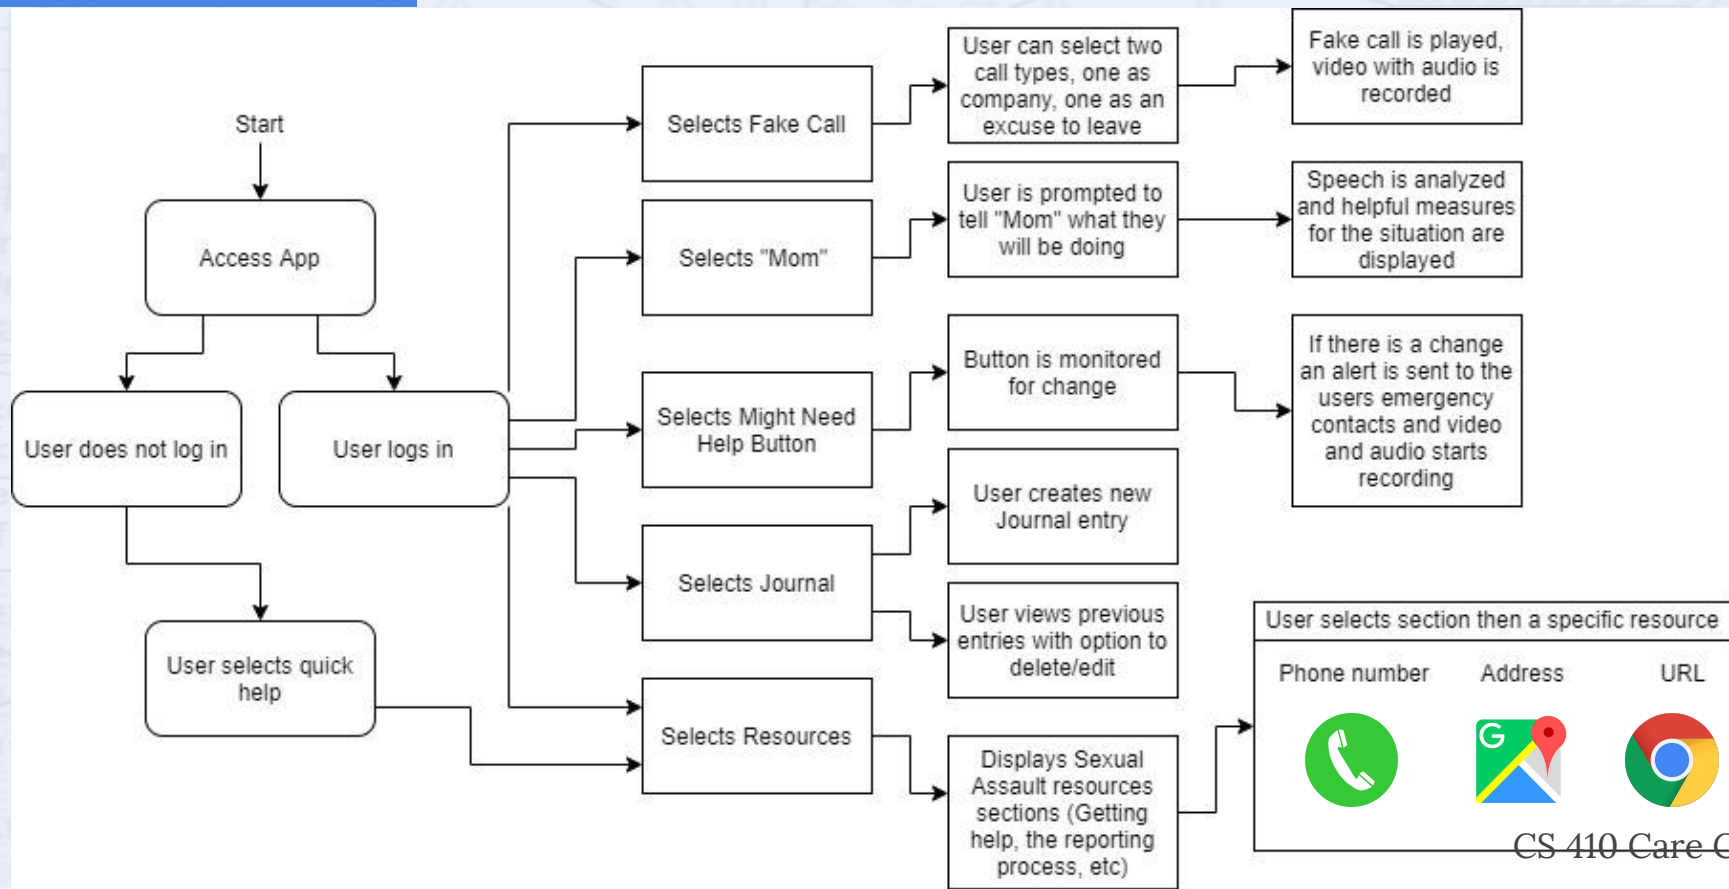 Start
Access App
User does not log in
User logs in
User selects quick
help
Selects Fake Call
User can select two
call types, one as
company, one as an
excuse to leave
Fake call is played,
video with audio is
recorded
Selects "Mom"
User is prompted to
tell "Mom" what they
will be doing
Speech is analyzed
and helpful measures
for the situation are
displayed
Selects Might Need
Help Button
Button is monitored
for change
If there is a change
an alert is sent to the
users emergency
contacts and video
and audio starts
recording
Selects Journal
User creates new
Journal entry
User views previous
entries with option to
delete/edit
Selects Resources
Displays Sexual
Assault resources
sections (Getting
help, the reporting
process, etc)
User selects section then a specific resource
Phone number
Address
URL
G
CS 410 Care